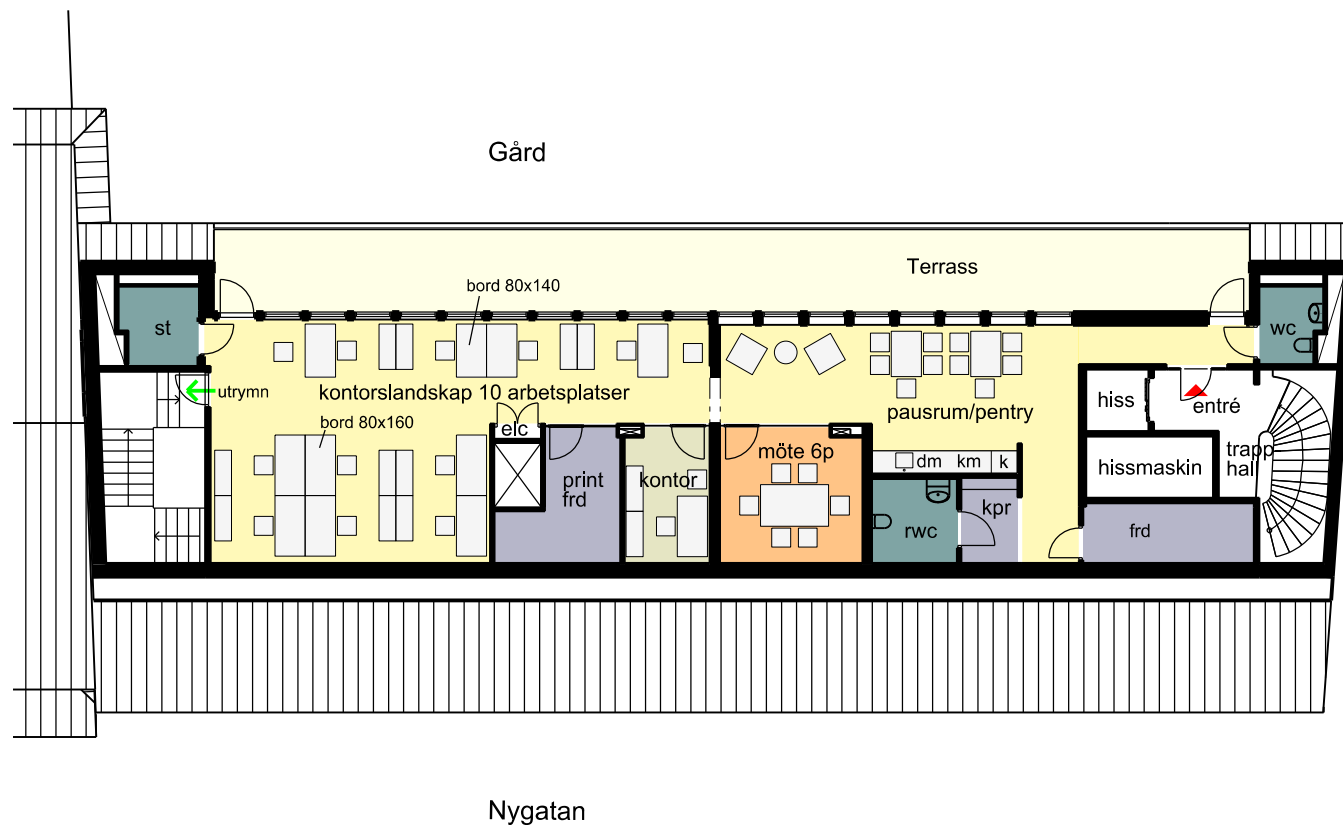 Gård
Terrass
bord 80x140
st
wc
utrymn
kontorslandskap 10 arbetsplatser
hiss
entré
pausrum/pentry
bord 80x160
elc
möte 6p
trapp
hall
dm km k
hissmaskin
print
frd
kontor
kpr
rwc
frd
Nygatan